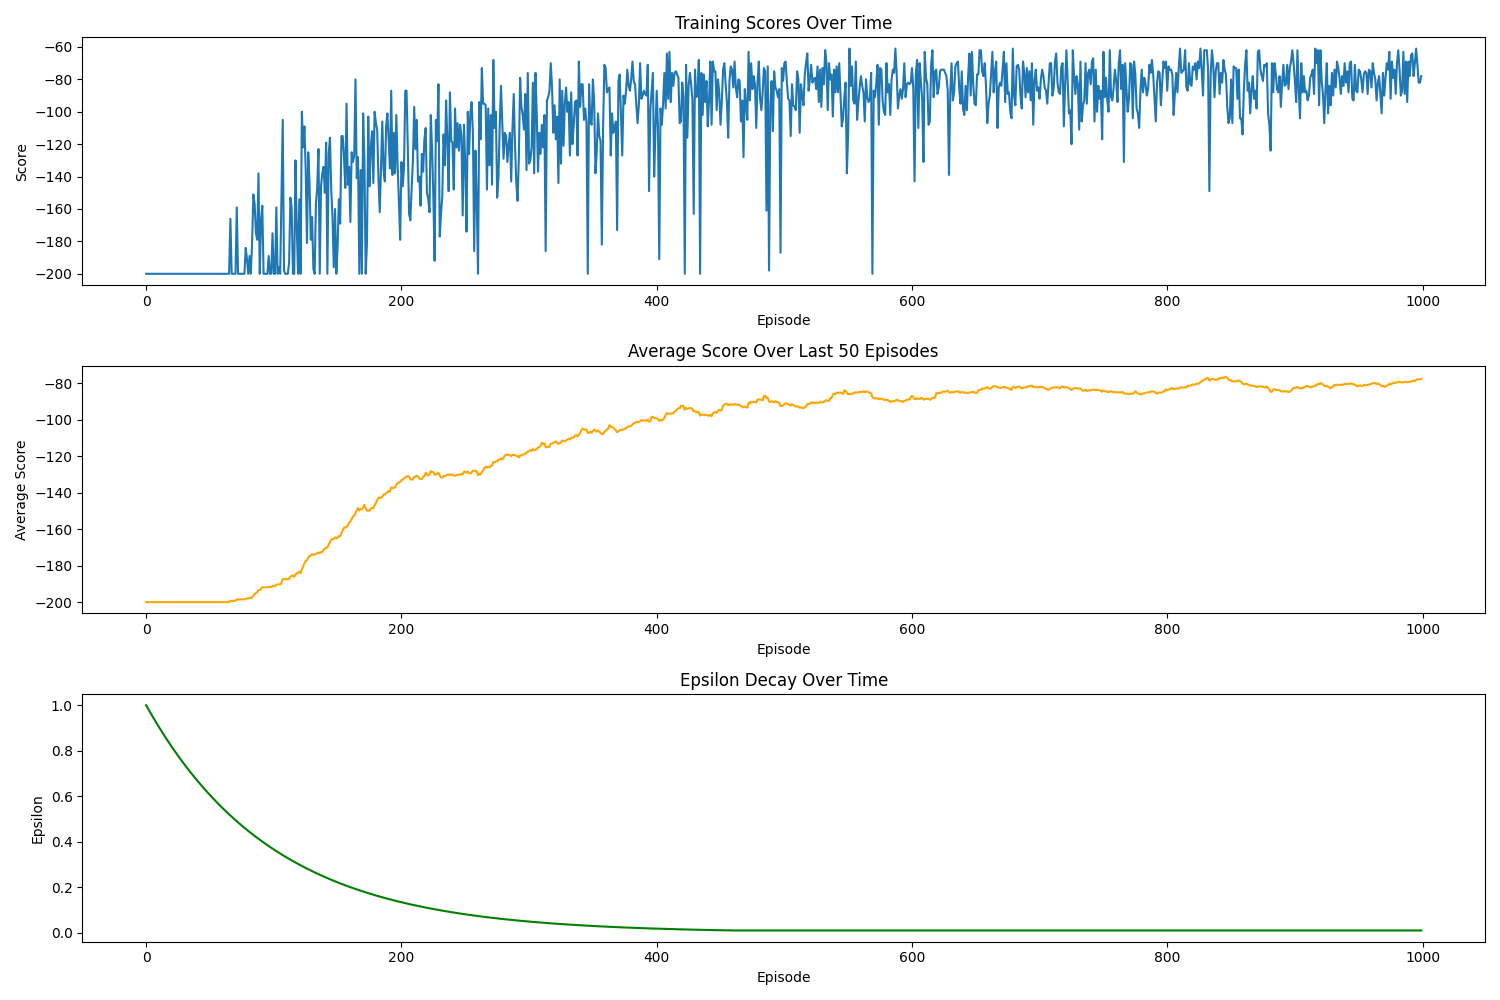 Training Scores Over Time
−60
−80
−100
−120
−140
−160
−180
−200
Score
0 200 400 600 800 1000
Episode
Average Score Over Last 50 Episodes
−80
−100
−120
−140
−160
−180
−200
Average Score
0 200 400 600 800 1000
Episode
Epsilon Decay Over Time
1.0
0.8
0.6
0.4
0.2
0.0
Epsilon
0 200 400 600 800 1000
Episode